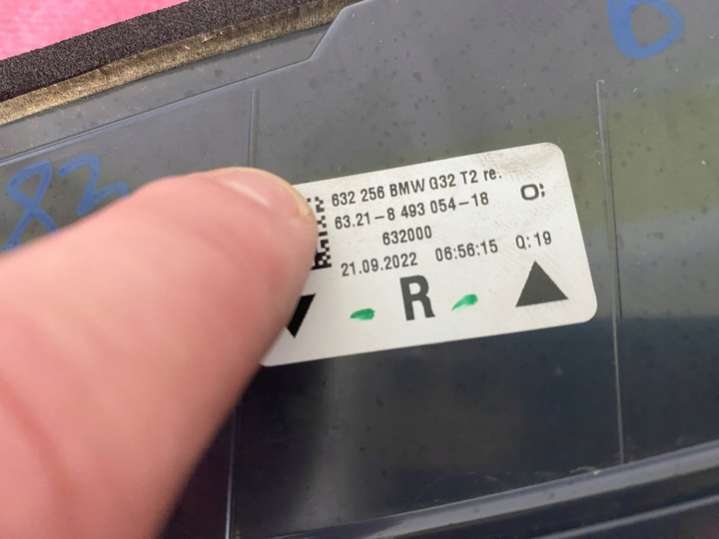 632 256 BMW G32 T2 re.
63.21-8 493 054-18
632000
21.09.2022 06:56:15 Q:19
R
83